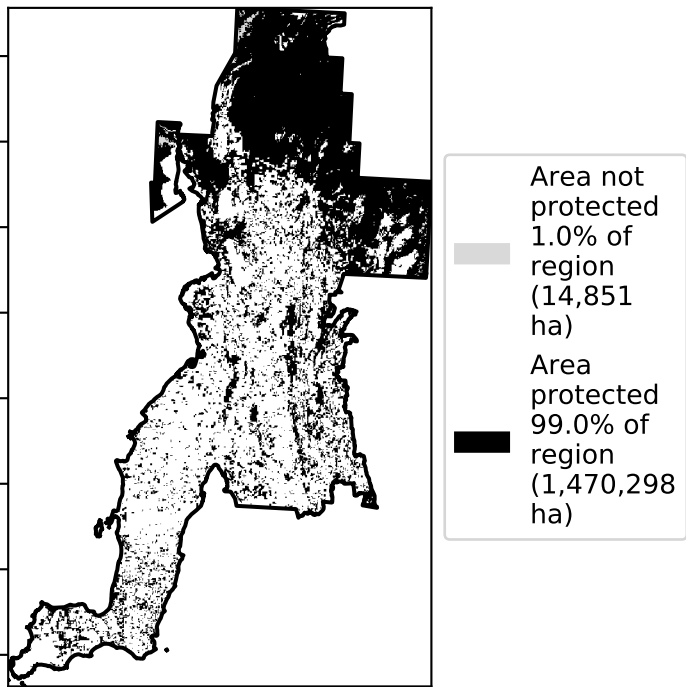 Area not
protected
1.0% of
region
(14,851
ha)
Area
protected
99.0% of
region
(1,470,298
ha)